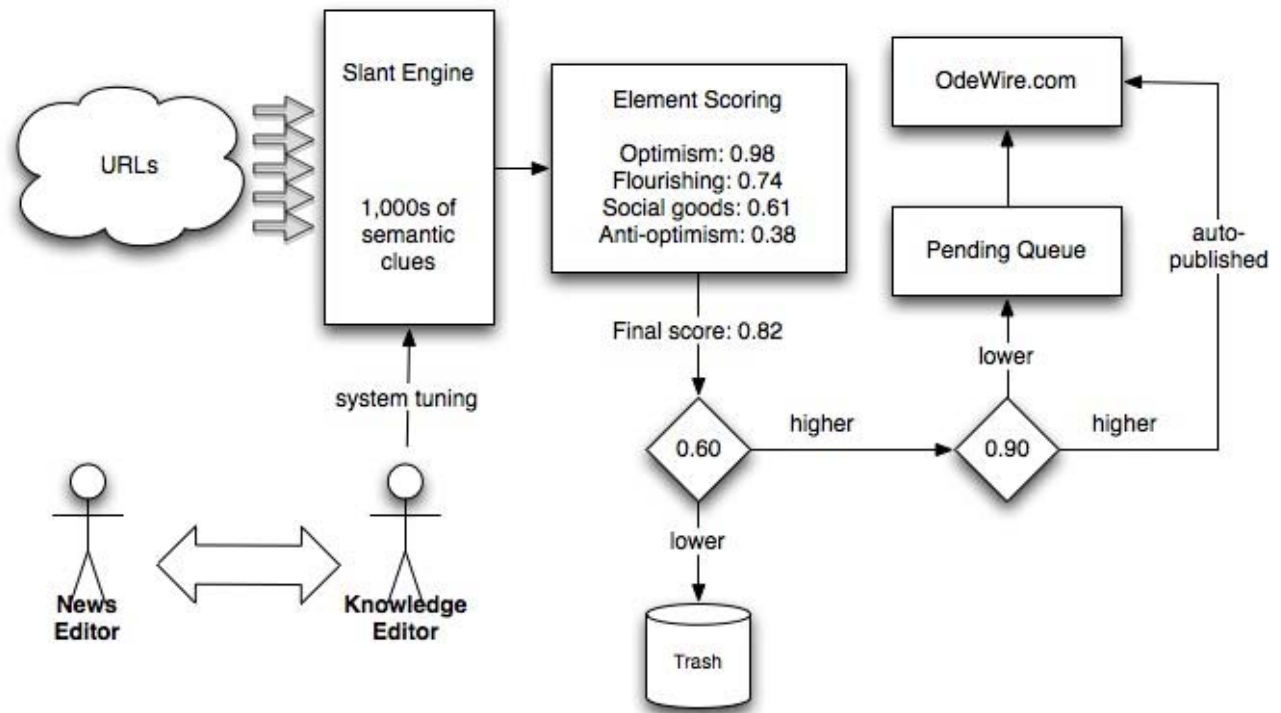 URLs
Slant Engine
1,000s of
semantic
clues
Element Scoring
Optimism: 0.98
Flourishing: 0.74
Social goods: 0.61
Anti-optimism: 0.38
OdeWire.com
Pending Queue
auto-
published
Final score: 0.82
lower
system tuning
0.60
higher
0.90
higher
lower
News
Editor
Knowledge
Editor
Trash